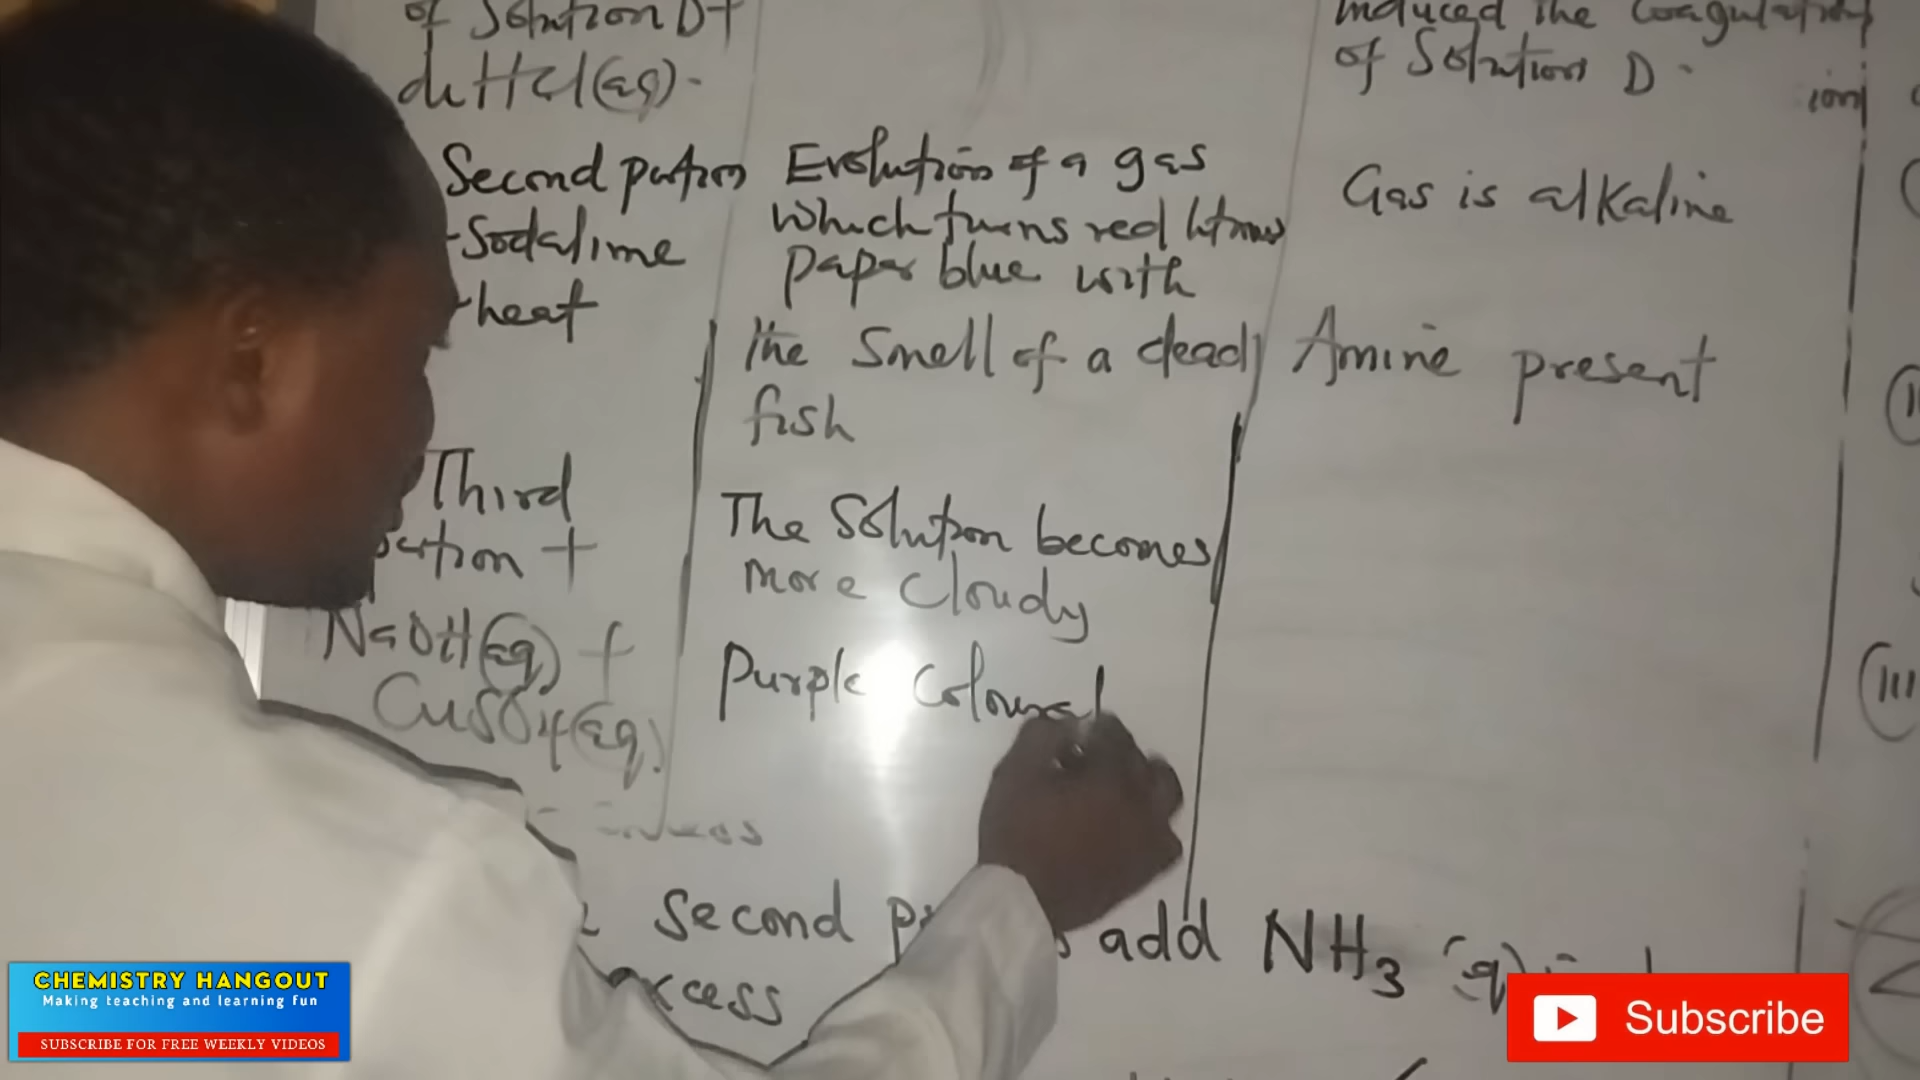 of Solution D +
dil HCl(aq).
induced the Coagulation
of Solution D.
ion
Second portion
+Sodalime
+heat
Evolution of a gas
which turns red litmus
paper blue with
the smell of a dead
fish
Gas is alkaline
Amine present
Third
portion +
NaOH(aq) +
CuSO4(aq)
The Solution becomes
more cloudy
Purple Colourat
second
add NH3 (aq)
excess
CHEMISTRY HANGOUT
Making teaching and learning fun
SUBSCRIBE FOR FREE WEEKLY VIDEOS
Subscribe